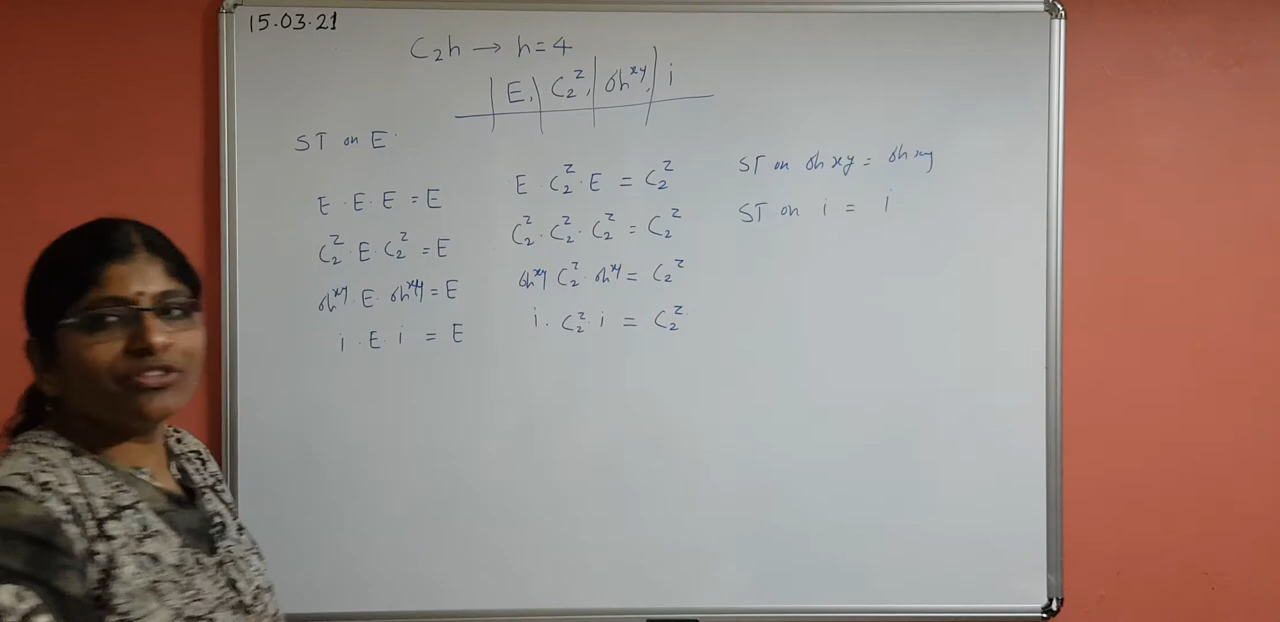 15.03.21
C₂h → h=4
E, | C₂ᶻ, | σhˣʸ, | i
ST on E
E · E · E = E
C₂ᶻ · E · C₂ᶻ = E
σhˣʸ · E · σhˣʸ = E
i · E · i = E
E · C₂ᶻ · E = C₂ᶻ
C₂ᶻ · C₂ᶻ · C₂ᶻ = C₂ᶻ
σhˣʸ C₂ᶻ · σhˣʸ = C₂ᶻ
i · C₂ᶻ · i = C₂ᶻ
ST on σh xy = σh xy
ST on i = i